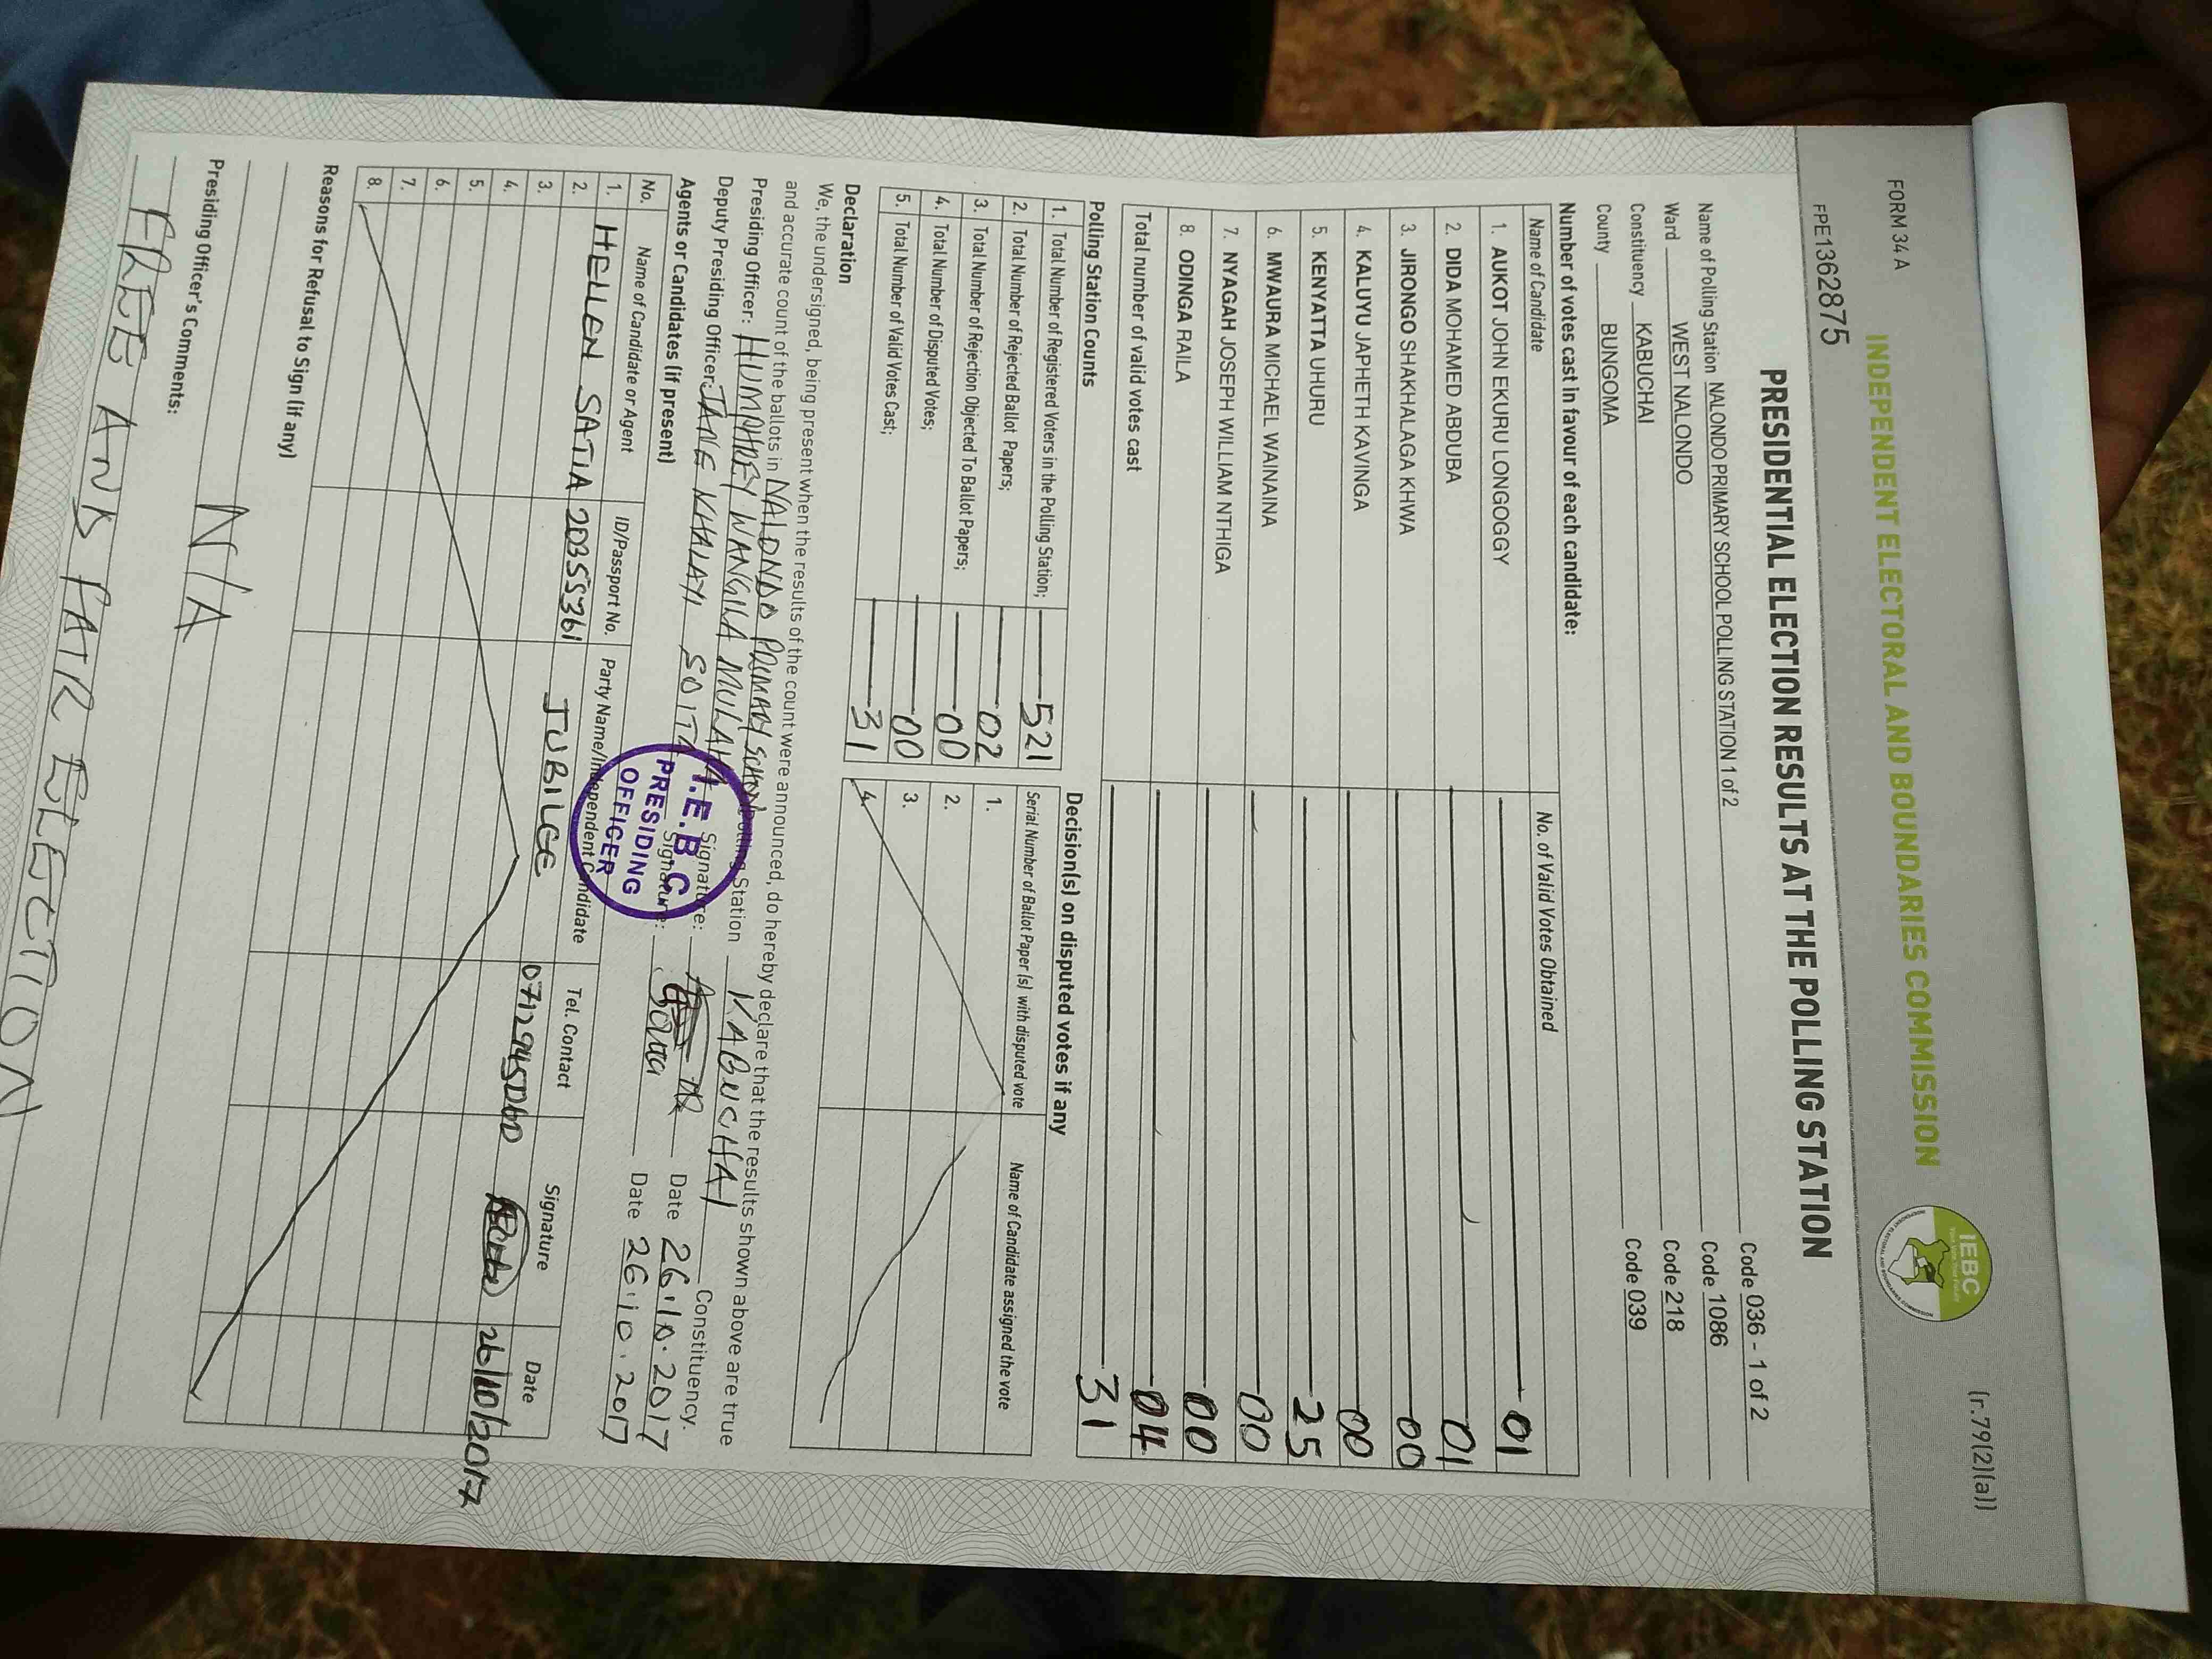 FORM 34 A
(r.79(2)(a))
INDEPENDENT ELECTORAL AND BOUNDARIES COMMISSION
IEBC
FPE1362875
PRESIDENTIAL ELECTION RESULTS AT THE POLLING STATION
Name of Polling Station NALONDO PRIMARY SCHOOL POLLING STATION 1 of 2 Code 036 - 1 of 2
Ward WEST NALONDO Code 1086
Constituency KABUCHAI Code 218
County BUNGOMA Code 039
Number of votes cast in favour of each candidate:
Name of Candidate No. of Valid Votes Obtained
1. AUKOT JOHN EKURU LONGOGGY 01
2. DIDA MOHAMED ABDUBA 01
3. JIRONGO SHAKHALAGA KHWA 00
4. KALUYU JAPHETH KAVINGA 00
5. KENYATTA UHURU 25
6. MWAURA MICHAEL WAINAINA 00
7. NYAGAH JOSEPH WILLIAM NTHIGA 00
8. ODINGA RAILA 04
Total number of valid votes cast 31
Polling Station Counts
1. Total Number of Registered Voters in the Polling Station; 521
2. Total Number of Rejected Ballot Papers; 02
3. Total Number of Rejection Objected To Ballot Papers; 00
4. Total Number of Disputed Votes; 00
5. Total Number of Valid Votes Cast; 31
Decision(s) on disputed votes if any
Serial Number of Ballot Paper (s) with disputed vote Name of Candidate assigned the vote
1.
2.
3.
4.
Declaration
We, the undersigned, being present when the results of the count were announced, do hereby declare that the results shown above are true
and accurate count of the ballots in NALONDO PRIMARY SCHOOL Polling Station KABUCHAI Constituency.
Presiding Officer: HUMPHREY WANGILA Signature: Date 26.10.2017
Deputy Presiding Officer: JANE KHALAYI SOITA Signature: Soita Date 26.10.2017
I.E.B.C
PRESIDING
OFFICER
Agents or Candidates (if present)
No. Name of Candidate or Agent ID/Passport No. Party Name/Independent Candidate Tel. Contact Signature Date
1. HELLEN SATIA 20355361 JUBILEE 26/10/2017
2.
3.
4.
5.
6.
7.
8.
Reasons for Refusal to Sign (if any)
N/A
Presiding Officer's Comments:
FREE AND FAIR ELECTION